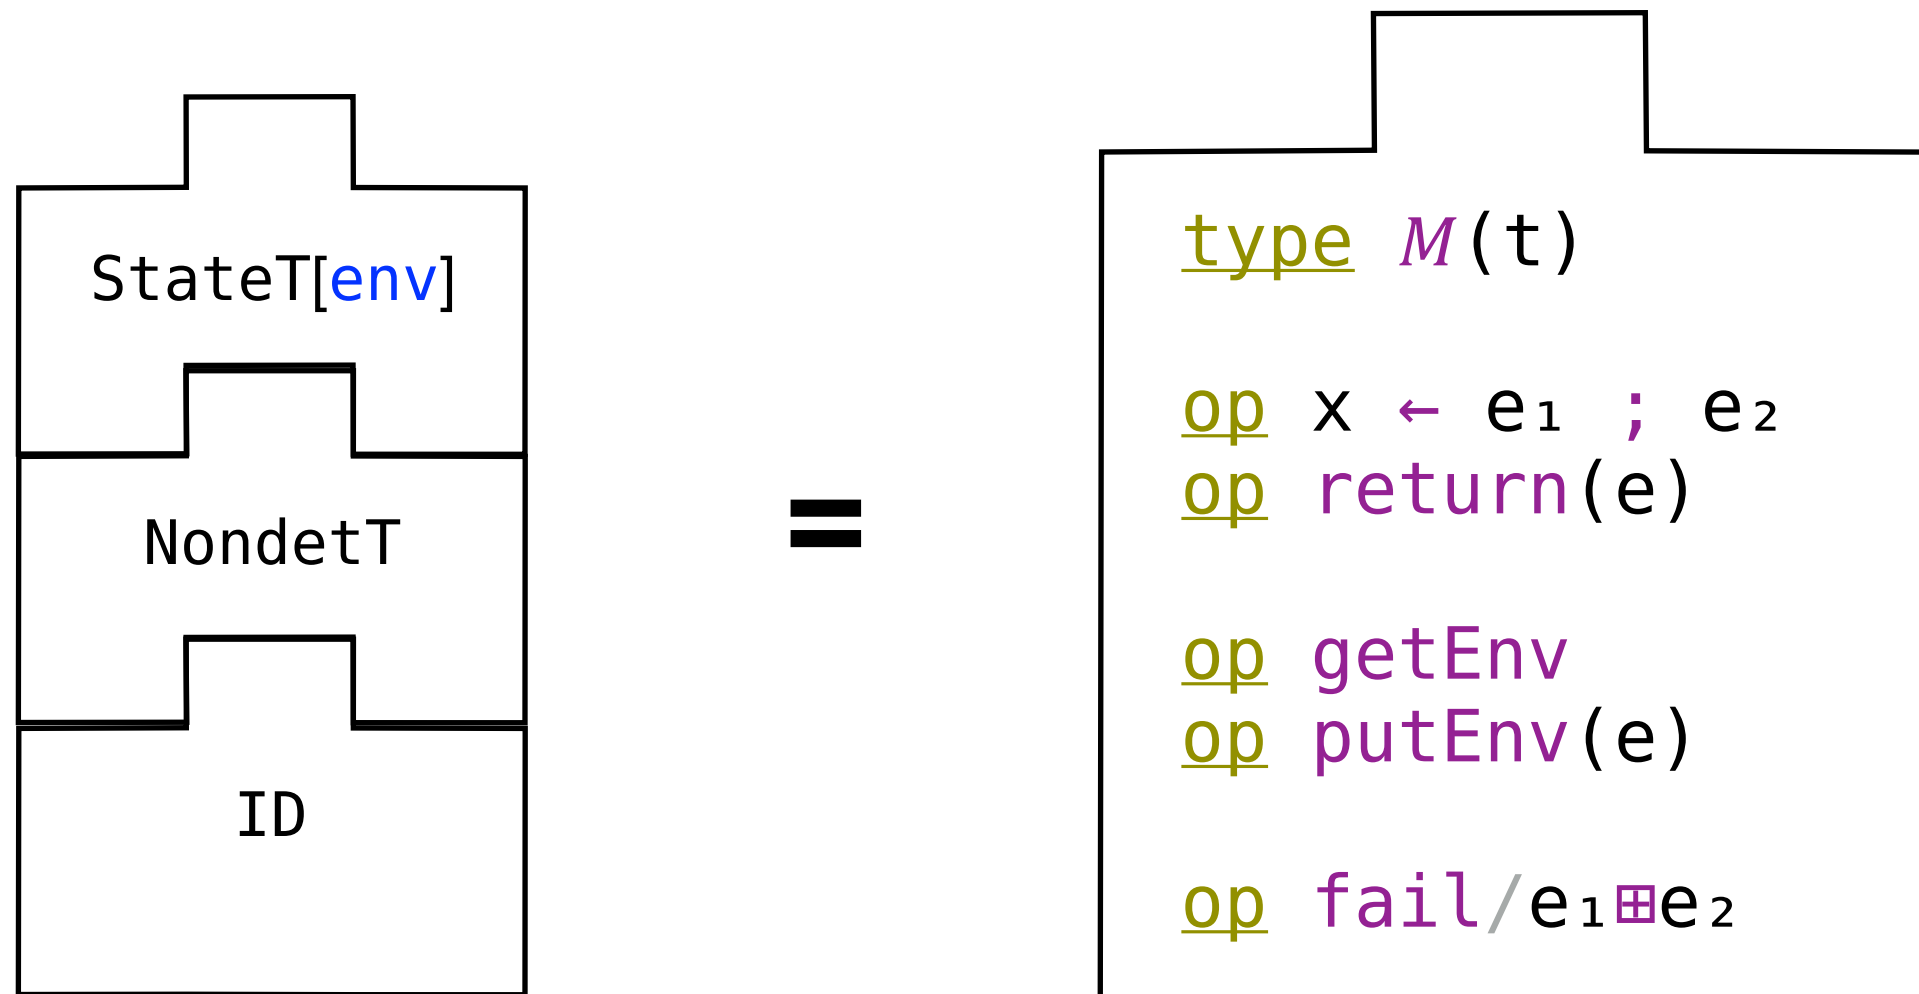 StateT[env]
NondetT
ID
=
type M(t)
op x ← e₁ ; e₂
op return(e)
op getEnv
op putEnv(e)
op fail/e₁⊞e₂